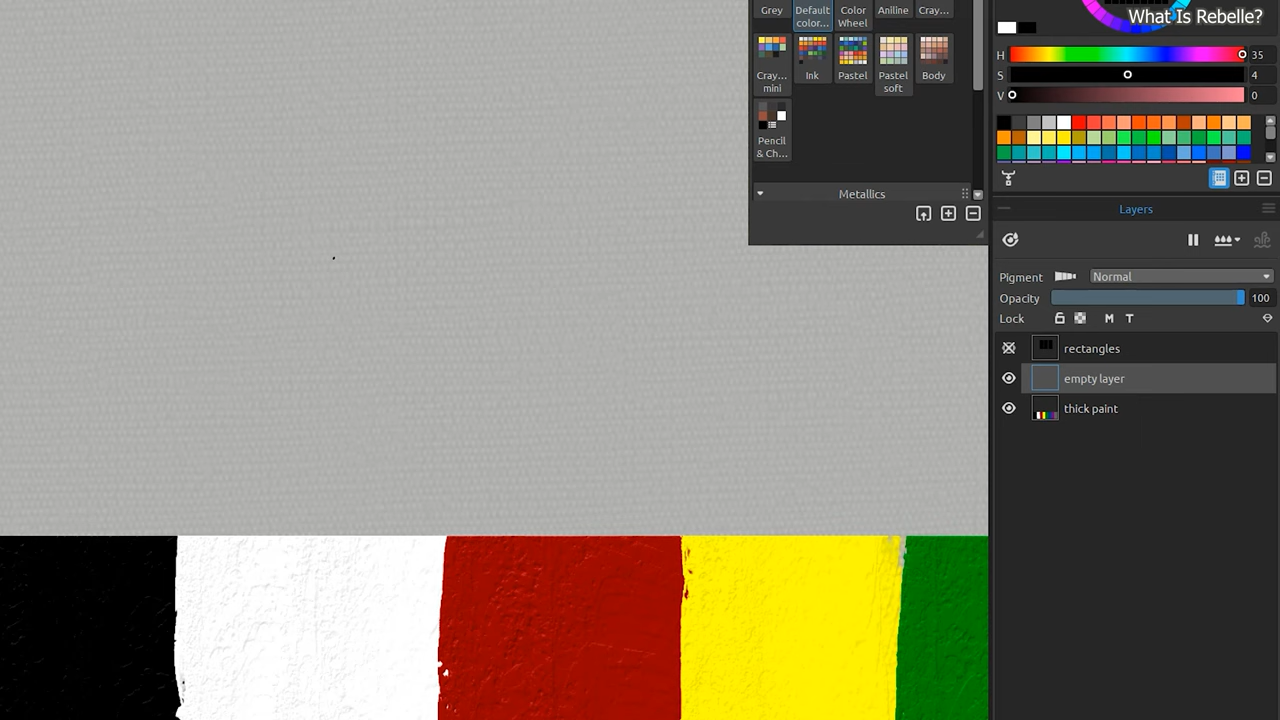 What Is Rebelle?
Grey
Default color...
Color Wheel
Aniline
Cray...
Cray... mini
Ink
Pastel
Pastel soft
Body
Pencil & Ch...
Metallics
H 35
S 4
V 0
Layers
Pigment Normal
Opacity 100
Lock M T
rectangles
empty layer
thick paint